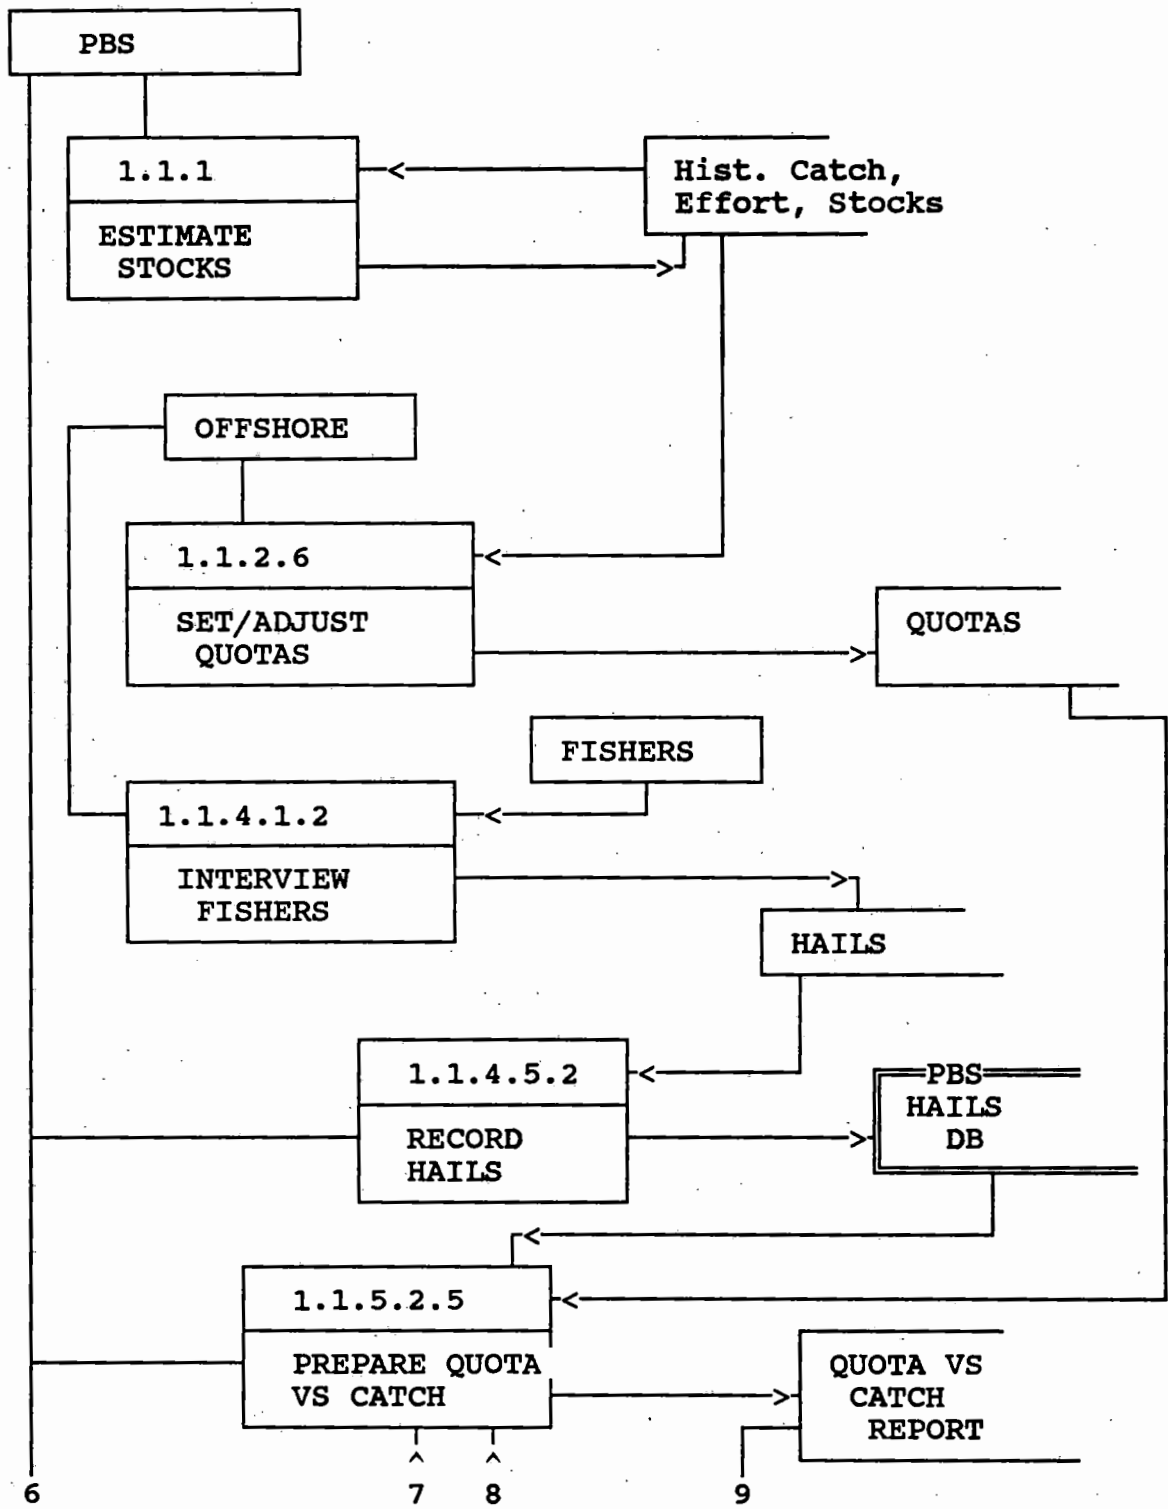 PBS
1.1.1
Hist. Catch,
Effort, Stocks
ESTIMATE
STOCKS
OFFSHORE
1.1.2.6
SET/ADJUST
QUOTAS
QUOTAS
FISHERS
1.1.4.1.2
INTERVIEW
FISHERS
HAILS
1.1.4.5.2
RECORD
HAILS
PBS
HAILS
DB
1.1.5.2.5
PREPARE QUOTA
VS CATCH
QUOTA VS
CATCH
REPORT
6 7 8 9